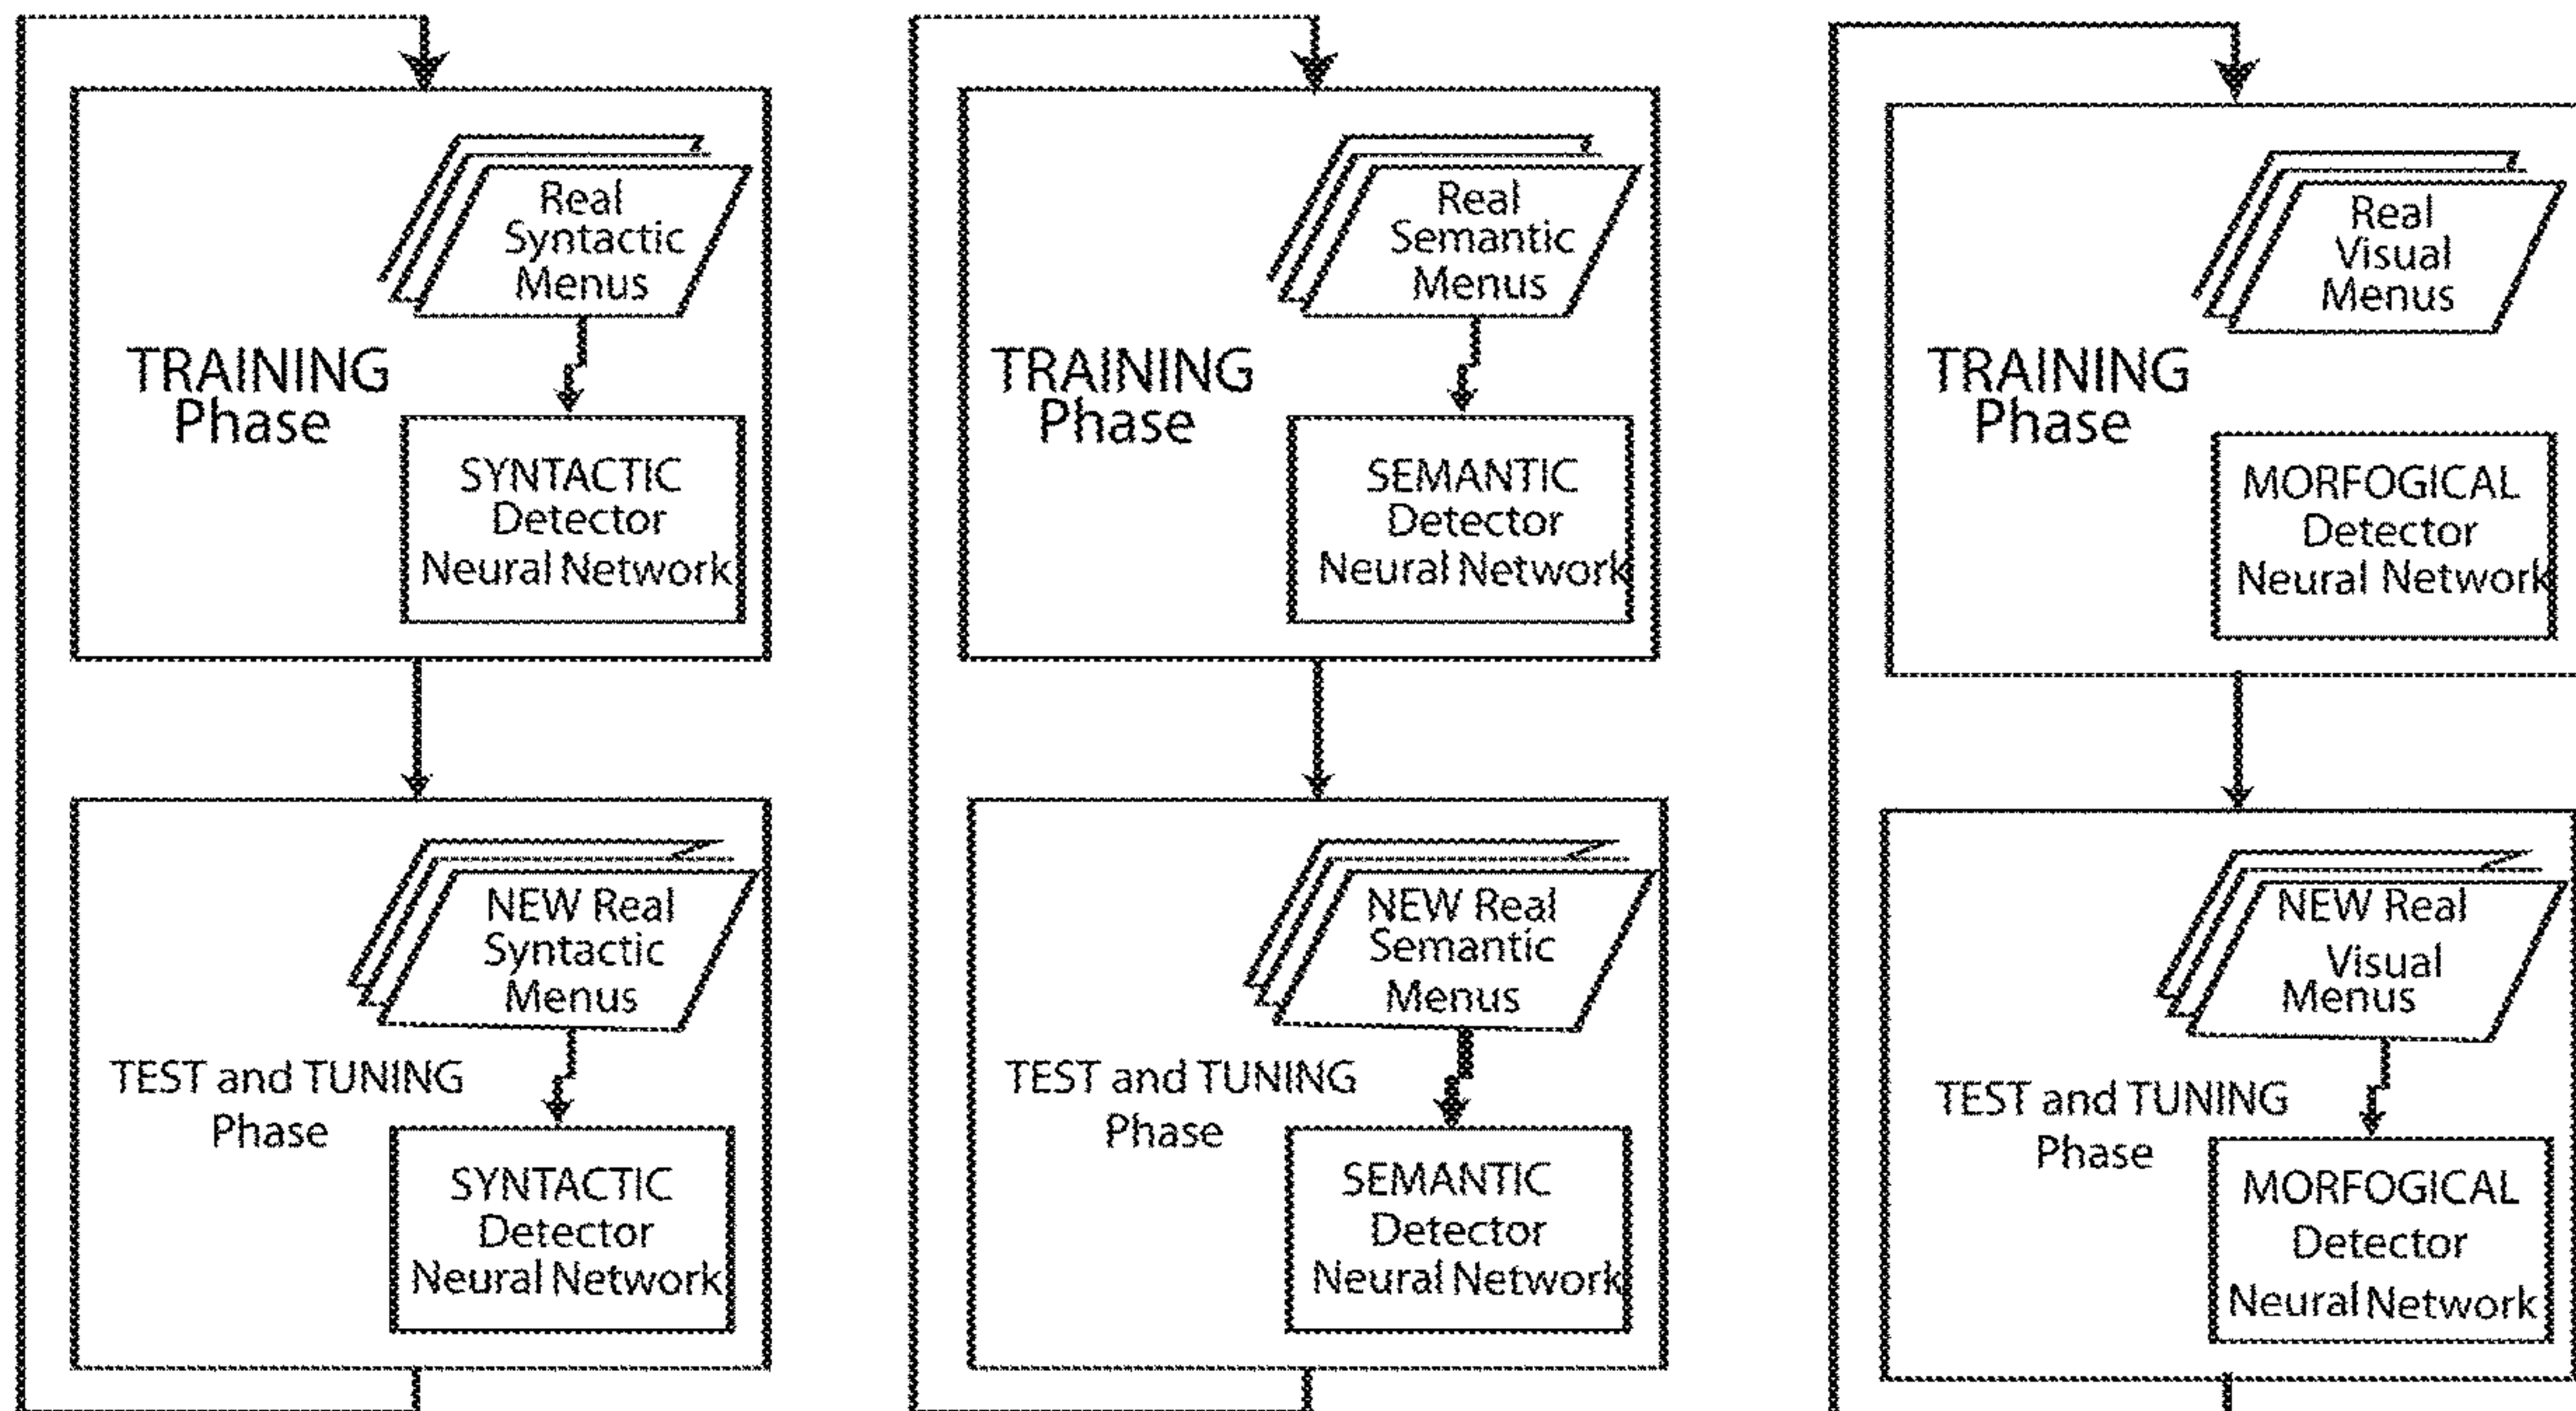 Real
Syntactic
Menus
TRAINING
Phase
SYNTACTIC
Detector
Neural Network
NEW Real
Syntactic
Menus
TEST and TUNING
Phase
SYNTACTIC
Detector
Neural Network
Real
Semantic
Menus
TRAINING
Phase
SEMANTIC
Detector
Neural Network
NEW Real
Semantic
Menus
TEST and TUNING
Phase
SEMANTIC
Detector
Neural Network
Real
Visual
Menus
TRAINING
Phase
MORFOGICAL
Detector
Neural Network
NEW Real
Visual
Menus
TEST and TUNING
Phase
MORFOGICAL
Detector
Neural Network